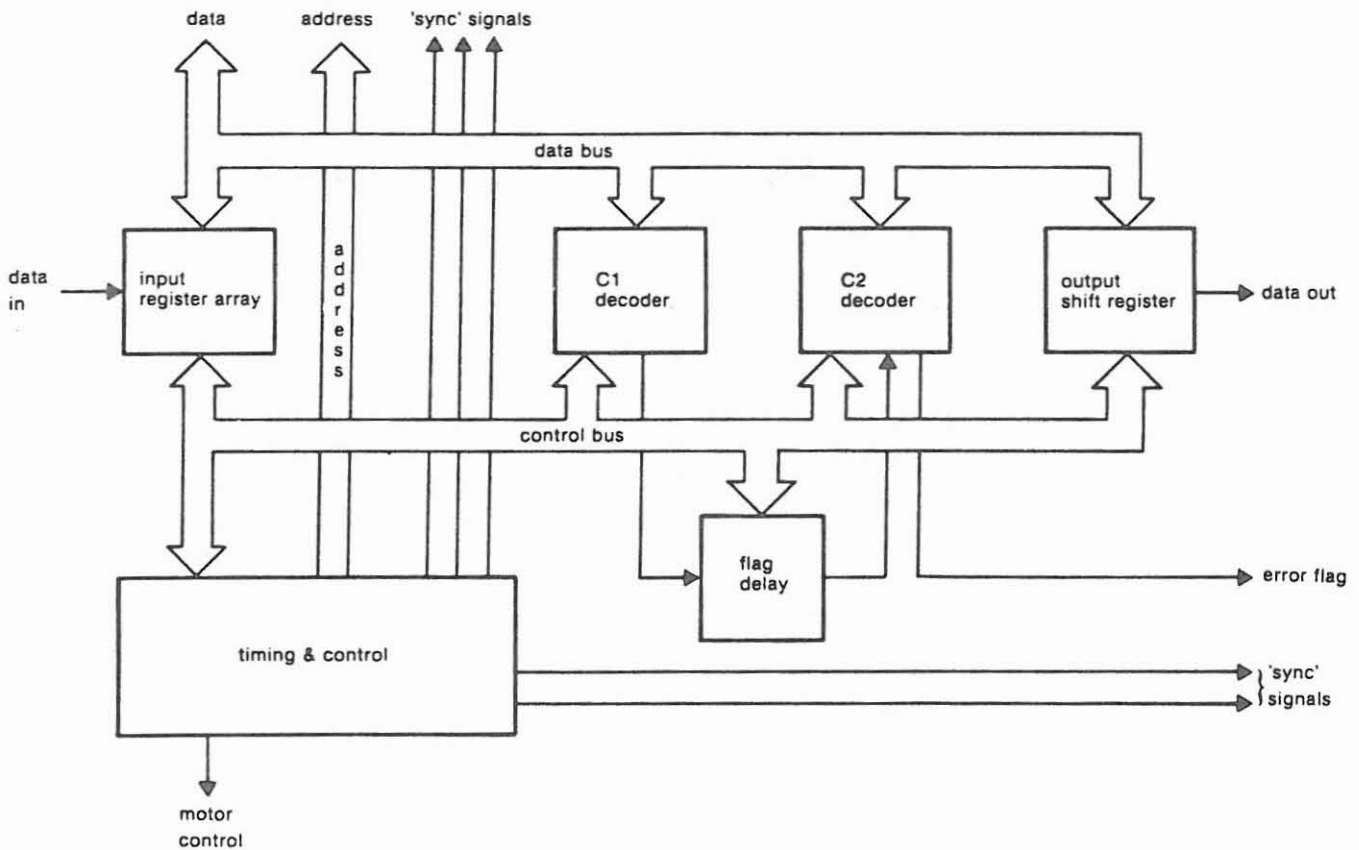 data
address
'sync' signals
data bus
data
in
input
register array
address
C1
decoder
C2
decoder
output
shift register
data out
control bus
flag
delay
error flag
timing & control
'sync'
signals
motor
control